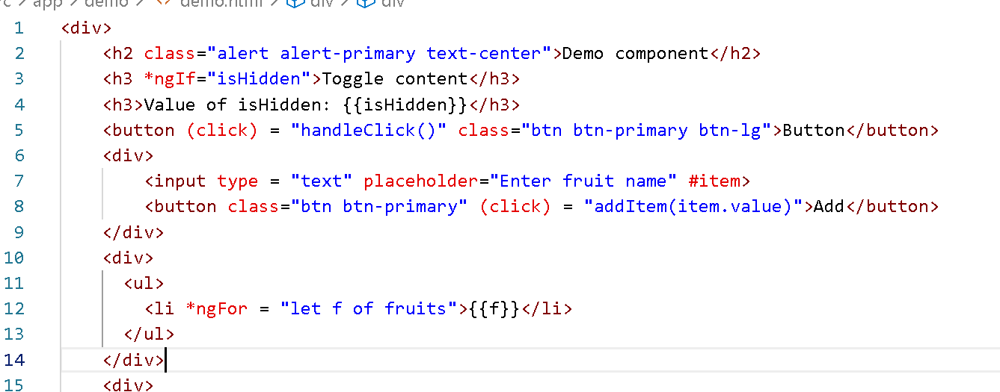 app > demo > <> demo.html > div > div
1 <div>
2 <h2 class="alert alert-primary text-center">Demo component</h2>
3 <h3 *ngIf="isHidden">Toggle content</h3>
4 <h3>Value of isHidden: {{isHidden}}</h3>
5 <button (click) = "handleClick()" class="btn btn-primary btn-lg">Button</button>
6 <div>
7 <input type = "text" placeholder="Enter fruit name" #item>
8 <button class="btn btn-primary" (click) = "addItem(item.value)">Add</button>
9 </div>
10 <div>
11 <ul>
12 <li *ngFor = "let f of fruits">{{f}}</li>
13 </ul>
14 </div>
15 <div>